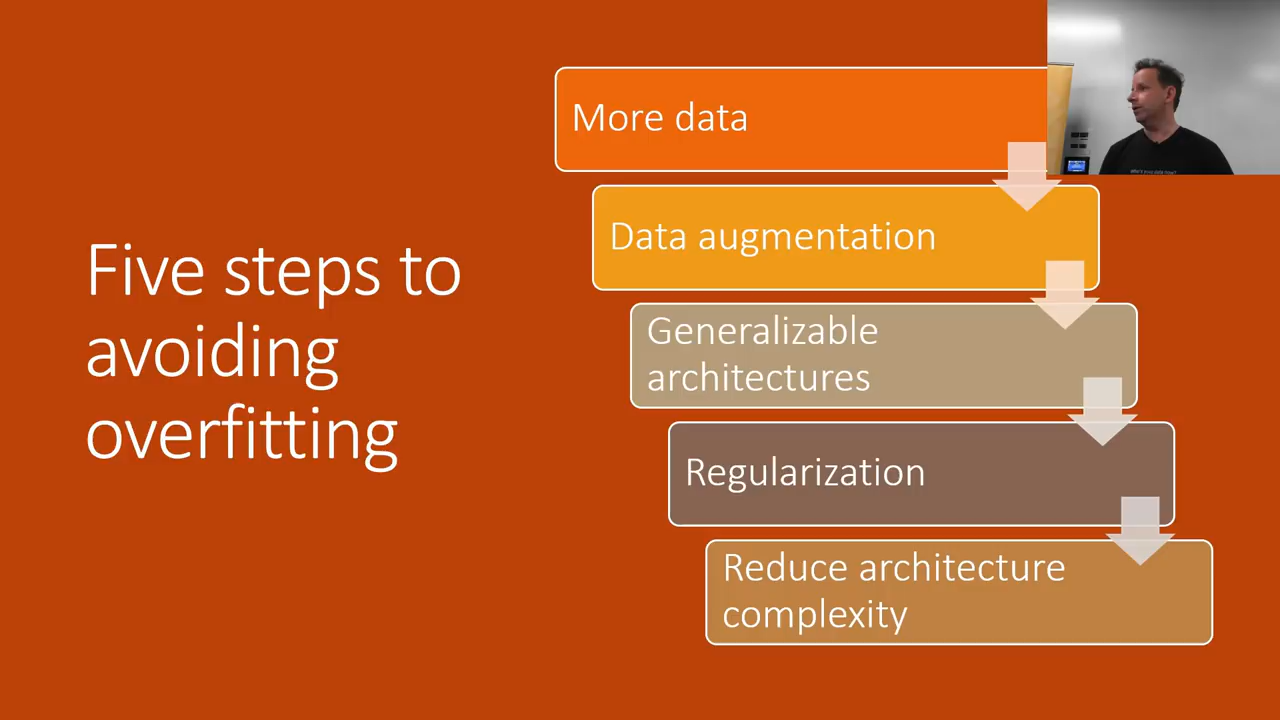 Five steps to
avoiding
overfitting
More data
Data augmentation
Generalizable
architectures
Regularization
Reduce architecture
complexity